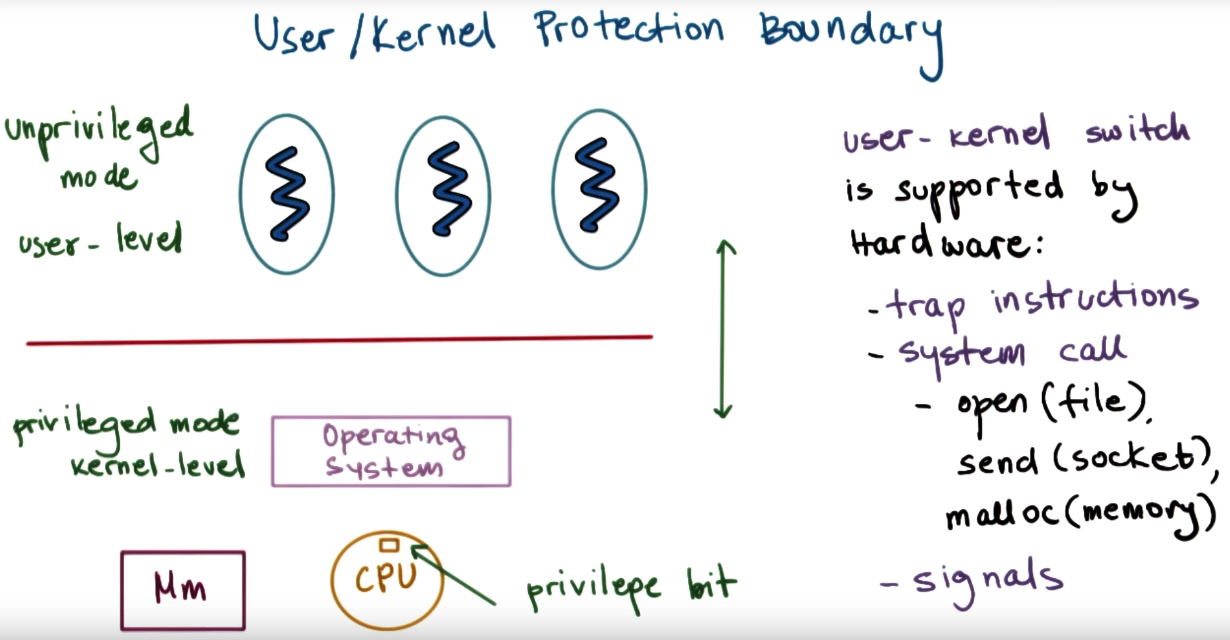 User/Kernel Protection Boundary
unprivileged
mode
user-level
privileged mode
kernel-level
Operating
System
Mm
CPU
privilepe bit
user-kernel switch
is supported by
Hardware:
- trap instructions
- system call
- open (file),
send (socket),
malloc (memory)
- signals